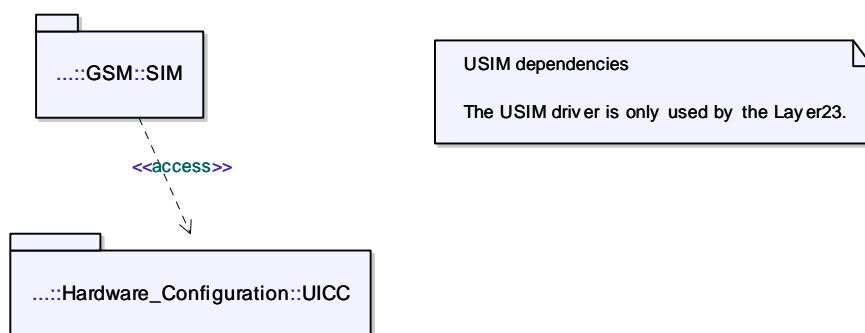 ...::GSM::SIM
USIM dependencies
The USIM driver is only used by the Layer23.
<<access>>
...::Hardware_Configuration::UICC